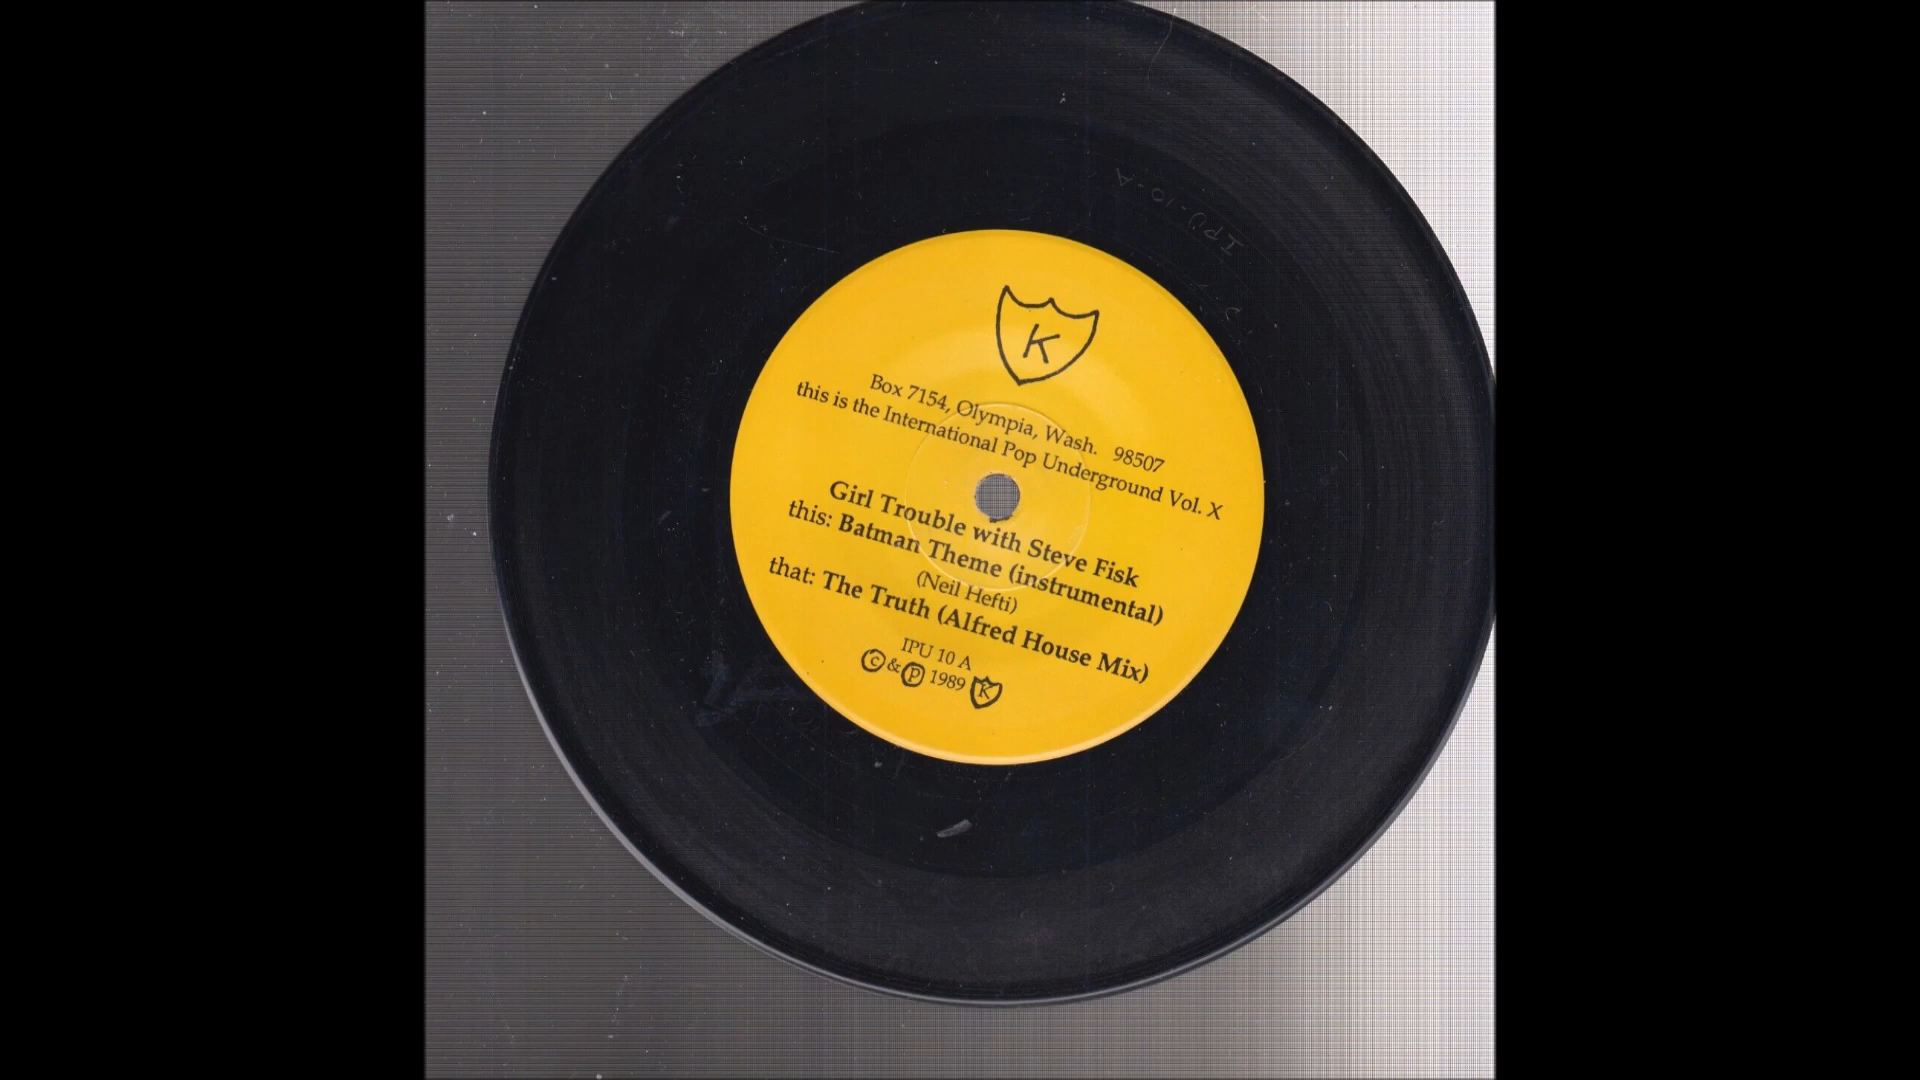 K
Box 7154, Olympia, Wash. 98507
this is the International Pop Underground Vol. X
Girl Trouble with Steve Fisk
this: Batman Theme (instrumental)
(Neil Hefti)
that: The Truth (Alfred House Mix)
IPU 10 A
©&℗ 1989 K
IPU-10-A